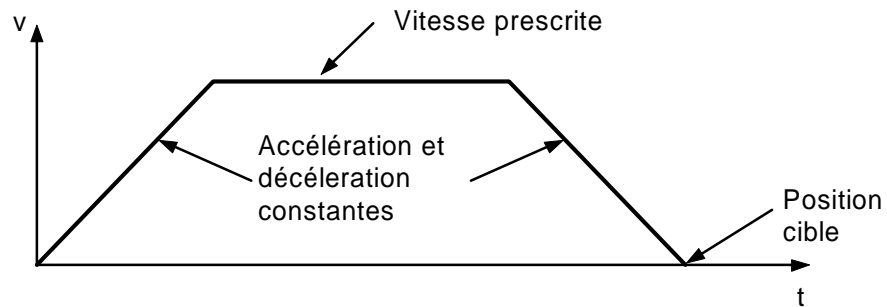 v
Vitesse prescrite
Accélération et
décéleration
constantes
Position
cible
t